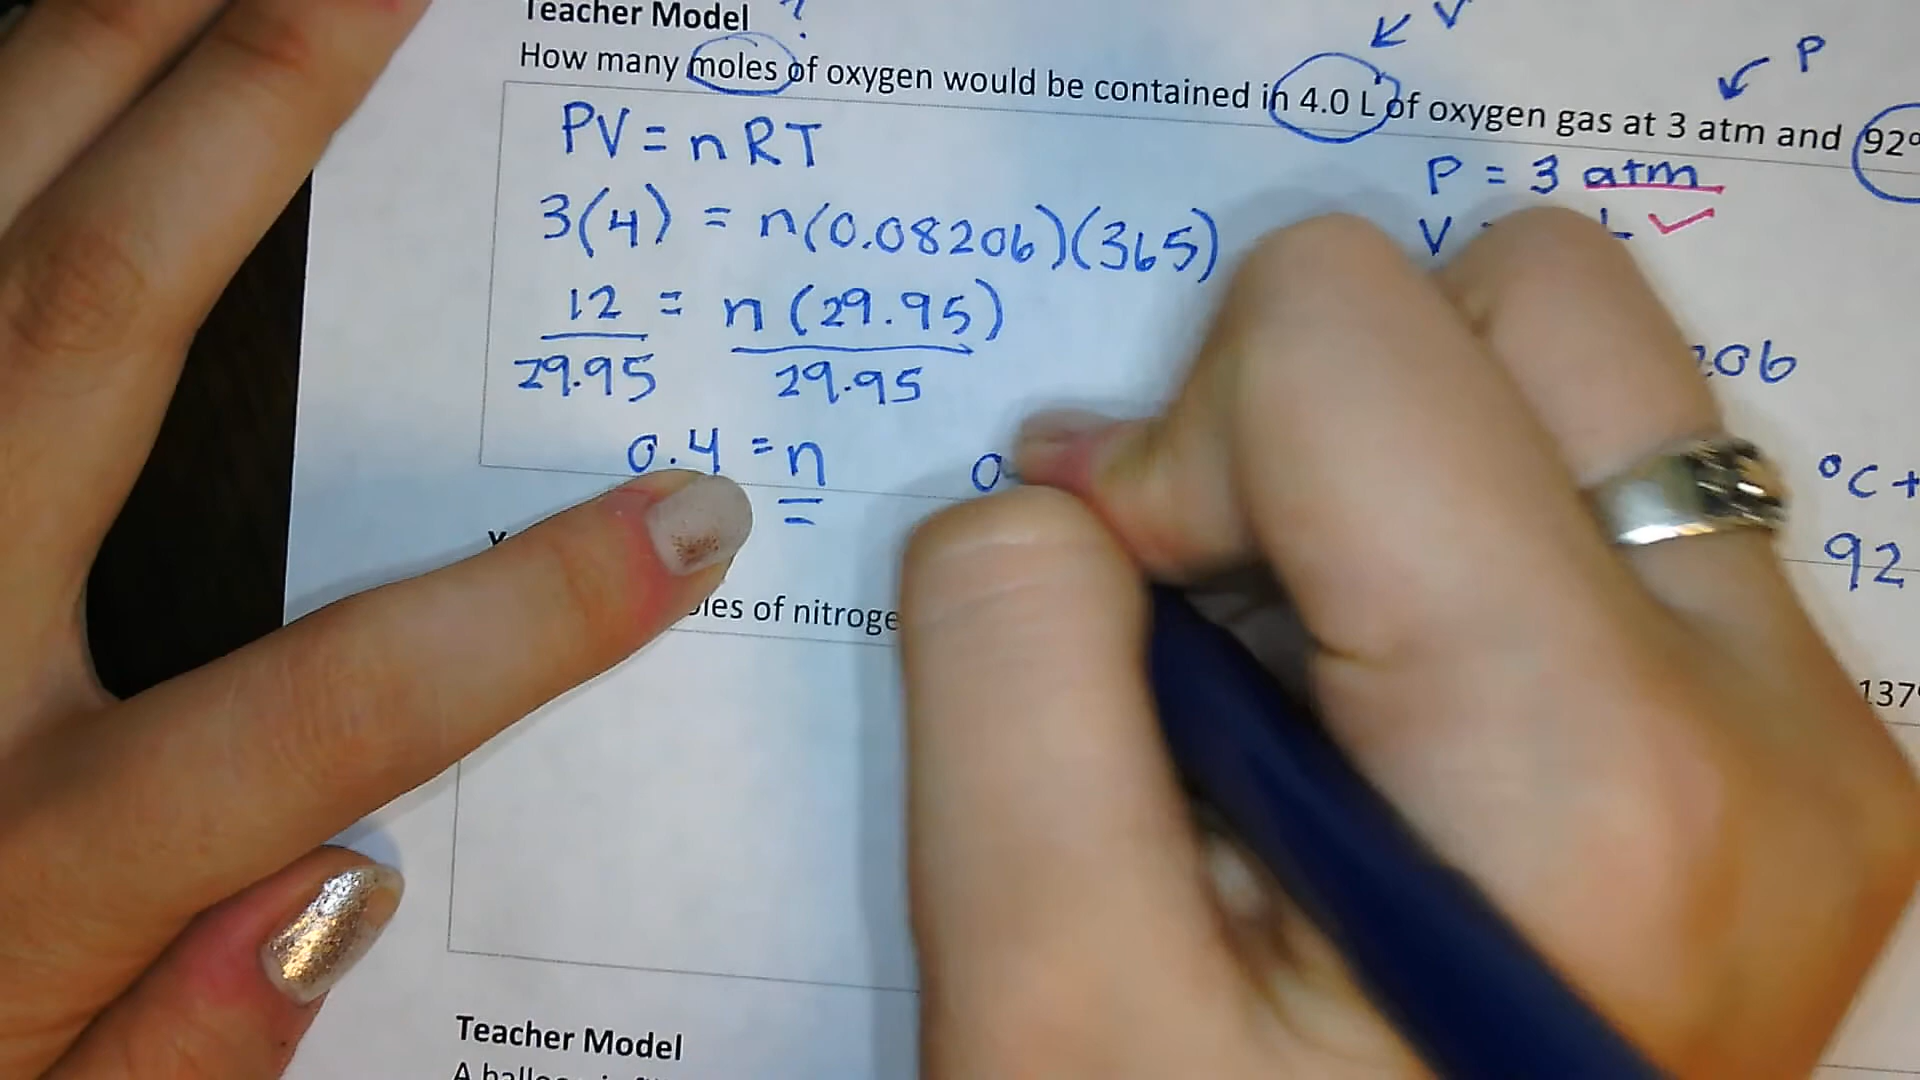 Teacher Model ?
V
P
How many moles of oxygen would be contained in 4.0 L of oxygen gas at 3 atm and 92°
PV = nRT
P = 3 atm
3(4) = n(0.08206)(365)
V = L ✓
12 = n (29.95)
29.95 29.95
06
0.4 = n
0.
°C +
92
les of nitroge
137°
Teacher Model
A